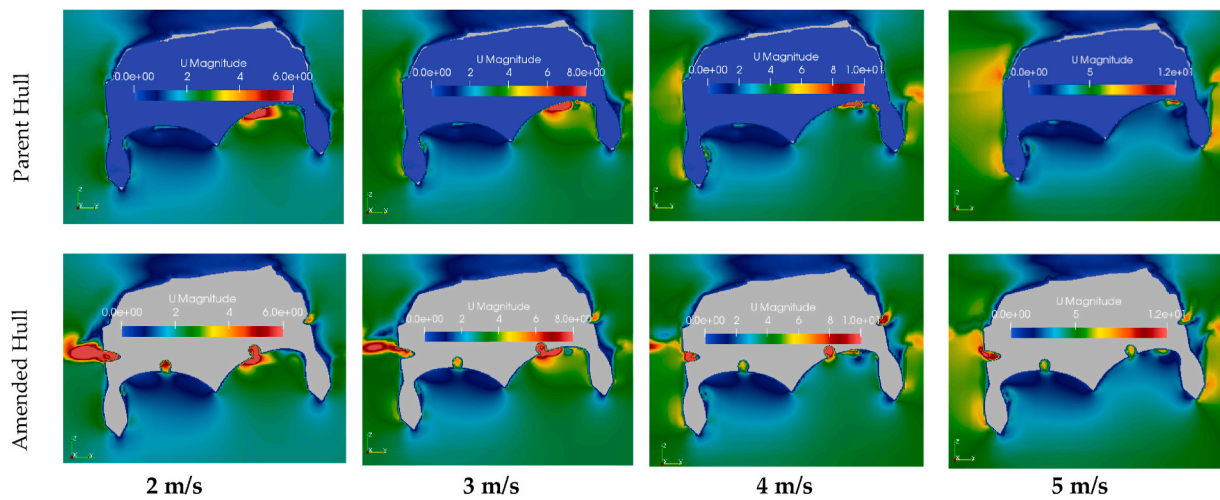 Parent Hull
U Magnitude
0.0e+00 2 4 6.0e+00
U Magnitude
0.0e+00 2 4 6 8.0e+00
U Magnitude
0.0e+00 2 4 6 8 1.0e+01
U Magnitude
0.0e+00 5 1.2e+01
Amended Hull
U Magnitude
0.0e+00 2 4 6.0e+00
U Magnitude
0.0e+00 2 4 6 8.0e+00
U Magnitude
0.0e+00 2 4 6 8 1.0e+01
U Magnitude
0.0e+00 5 1.2e+01
2 m/s
3 m/s
4 m/s
5 m/s